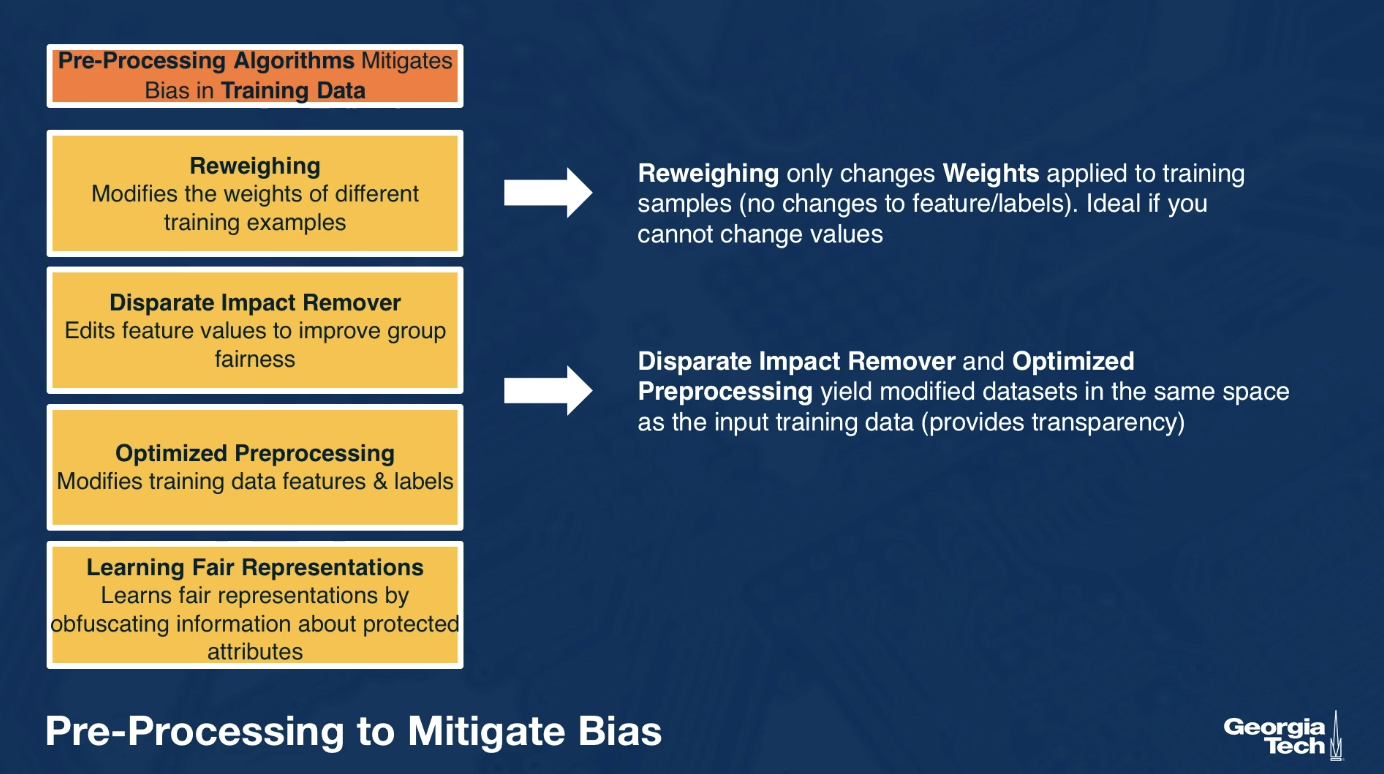 Pre-Processing Algorithms Mitigates
Bias in Training Data
Reweighing
Modifies the weights of different
training examples
Reweighing only changes Weights applied to training
samples (no changes to feature/labels). Ideal if you
cannot change values
Disparate Impact Remover
Edits feature values to improve group
fairness
Disparate Impact Remover and Optimized
Preprocessing yield modified datasets in the same space
as the input training data (provides transparency)
Optimized Preprocessing
Modifies training data features & labels
Learning Fair Representations
Learns fair representations by
obfuscating information about protected
attributes
Pre-Processing to Mitigate Bias
Georgia
Tech